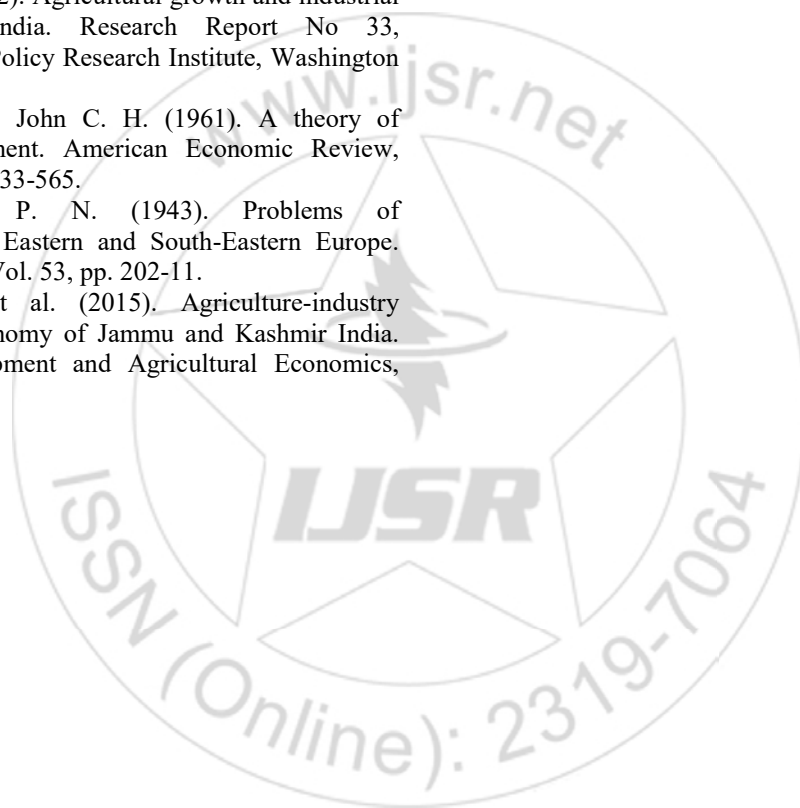 2). Agricultural growth and industrial
ndia. Research Report No 33,
Policy Research Institute, Washington
John C. H. (1961). A theory of
nent. American Economic Review,
33-565.
P. N. (1943). Problems of
Eastern and South-Eastern Europe.
Vol. 53, pp. 202-11.
t al. (2015). Agriculture-industry
nomy of Jammu and Kashmir India.
pment and Agricultural Economics,
www.ijsr.net
IJSR
ISSN (Online): 2319-7064